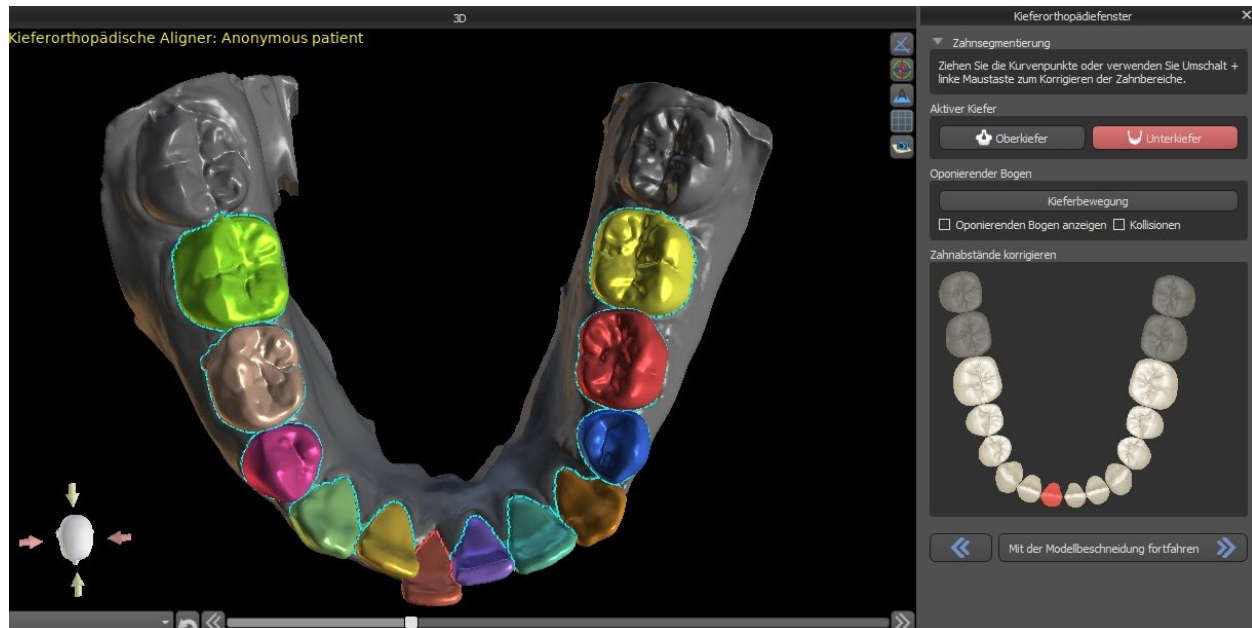 3D
Kieferorthopädische Aligner: Anonymous patient
Kieferorthopädiefenster
Zahnsegmentierung
Ziehen Sie die Kurvenpunkte oder verwenden Sie Umschalt +
linke Maustaste zum Korrigieren der Zahnbereiche.
Aktiver Kiefer
Oberkiefer
Unterkiefer
Oponierender Bogen
Kieferbewegung
Oponierenden Bogen anzeigen
Kollisionen
Zahnabstände korrigieren
Mit der Modellbeschneidung fortfahren